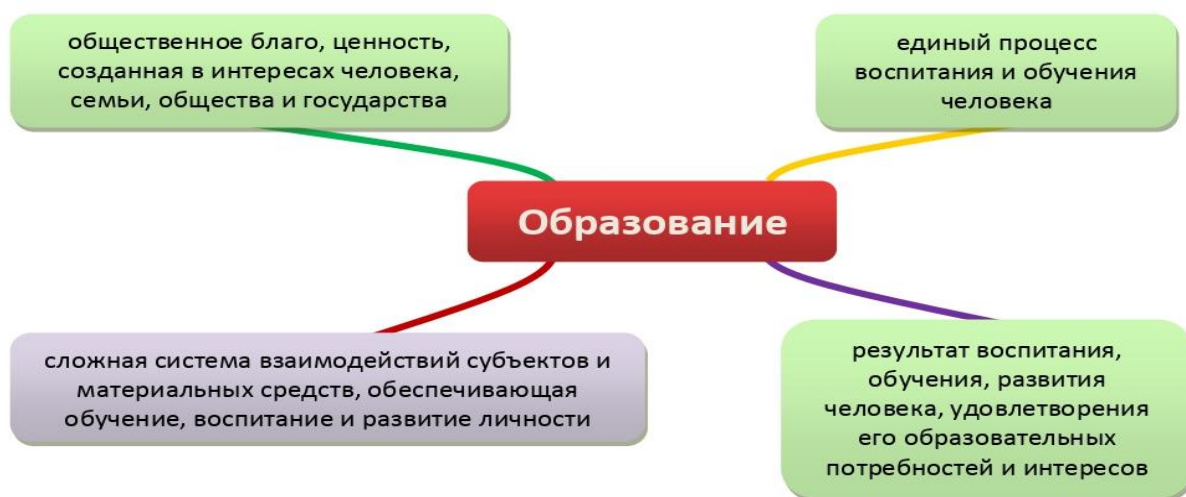 общественное благо, ценность,
созданная в интересах человека,
семьи, общества и государства
единый процесс
воспитания и обучения
человека
Образование
сложная система взаимодействий субъектов и
материальных средств, обеспечивающая
обучение, воспитание и развитие личности
результат воспитания,
обучения, развития
человека, удовлетворения
его образовательных
потребностей и интересов